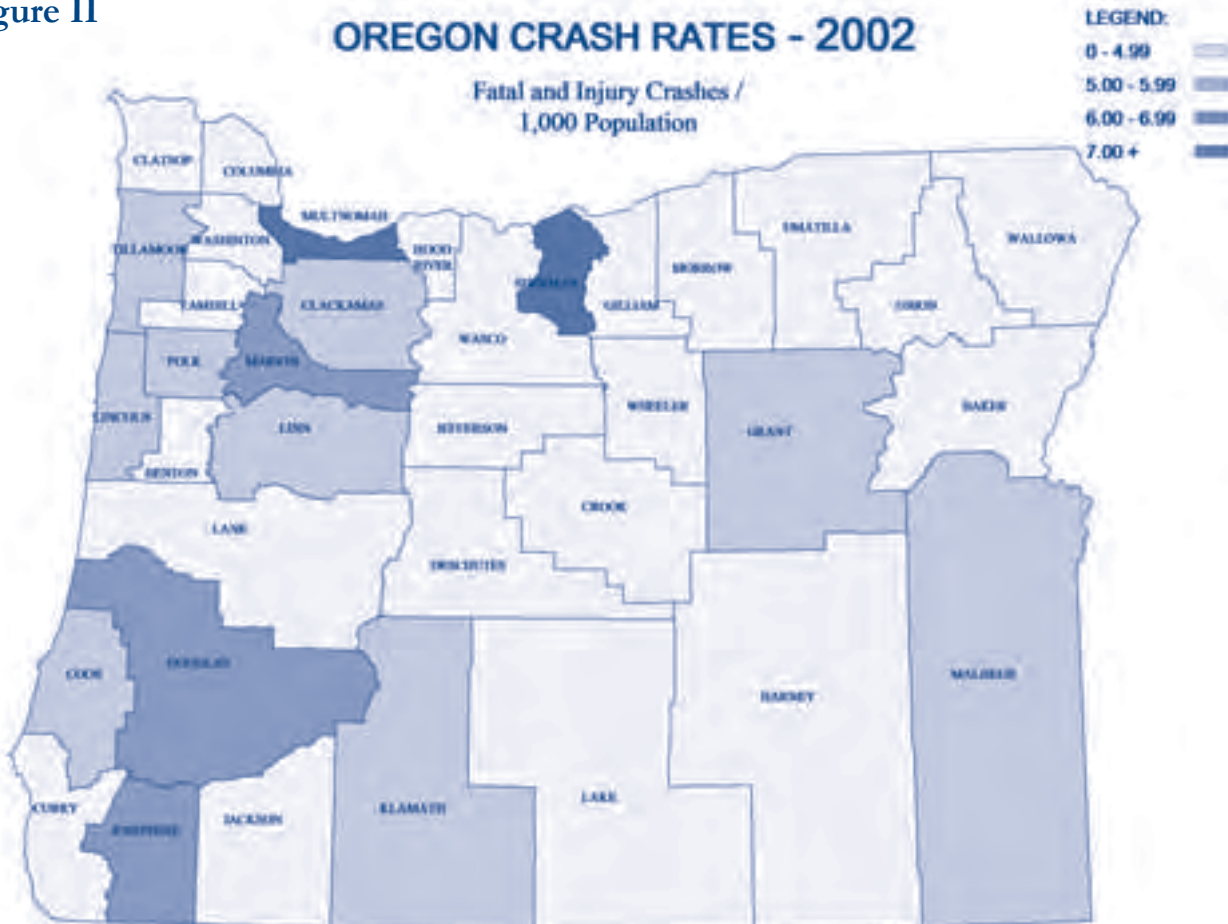 gure II
OREGON CRASH RATES - 2002
Fatal and Injury Crashes /
1,000 Population
LEGEND:
0 - 4.99
5.00 - 5.99
6.00 - 6.99
7.00 +
CLATSOP
COLUMBIA
MULTNOMAH
TILLAMOOK
WASHINTON
HOOD
RIVER
SHERMAN
UMATILLA
WALLOWA
MORROW
GILLIAM
UNION
YAMHILL
CLACKAMAS
WASCO
POLK
MARION
LINCOLN
LINN
JEFFERSON
WHEELER
GRANT
BAKER
BENTON
CROOK
LANE
DESCHUTES
COOS
DOUGLAS
HARNEY
MALHEUR
CURRY
JOSEPHINE
JACKSON
KLAMATH
LAKE